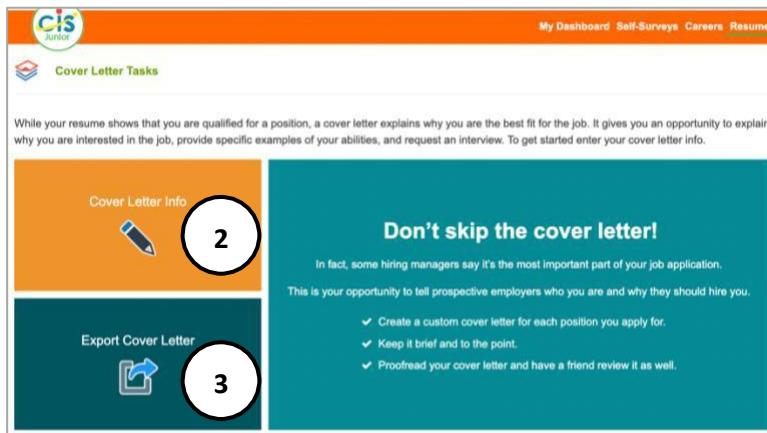 CiS
Junior
My Dashboard Self-Surveys Careers Resume
Cover Letter Tasks
While your resume shows that you are qualified for a position, a cover letter explains why you are the best fit for the job. It gives you an opportunity to explain
why you are interested in the job, provide specific examples of your abilities, and request an interview. To get started enter your cover letter info.
Cover Letter Info
2
Export Cover Letter
3
Don't skip the cover letter!
In fact, some hiring managers say it's the most important part of your job application.
This is your opportunity to tell prospective employers who you are and why they should hire you.
✔ Create a custom cover letter for each position you apply for.
✔ Keep it brief and to the point.
✔ Proofread your cover letter and have a friend review it as well.